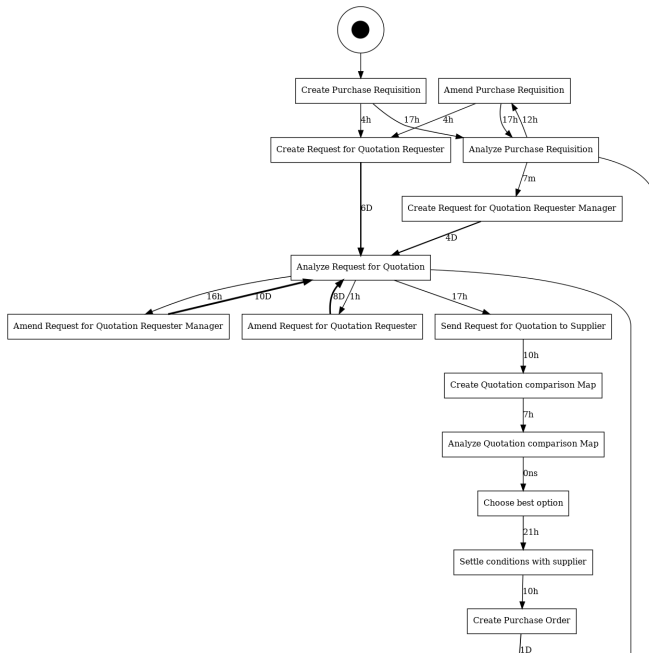 Create Purchase Requisition
Amend Purchase Requisition
4h
17h
4h
17h
12h
Create Request for Quotation Requester
Analyze Purchase Requisition
7m
6D
Create Request for Quotation Requester Manager
4D
Analyze Request for Quotation
16h
10D
8D
1h
17h
Amend Request for Quotation Requester Manager
Amend Request for Quotation Requester
Send Request for Quotation to Supplier
10h
Create Quotation comparison Map
7h
Analyze Quotation comparison Map
0ns
Choose best option
21h
Settle conditions with supplier
10h
Create Purchase Order
1D